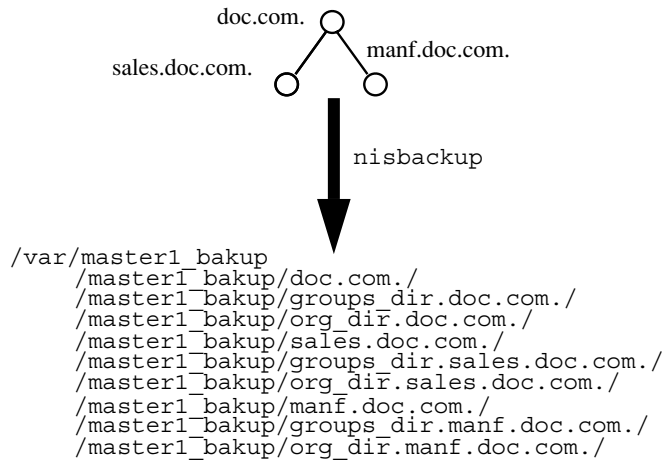 doc.com.
manf.doc.com.
sales.doc.com.
nisbackup
/var/master1_bakup
/master1_bakup/doc.com./
/master1_bakup/groups_dir.doc.com./
/master1_bakup/org_dir.doc.com./
/master1_bakup/sales.doc.com./
/master1_bakup/groups_dir.sales.doc.com./
/master1_bakup/org_dir.sales.doc.com./
/master1_bakup/manf.doc.com./
/master1_bakup/groups_dir.manf.doc.com./
/master1_bakup/org_dir.manf.doc.com./